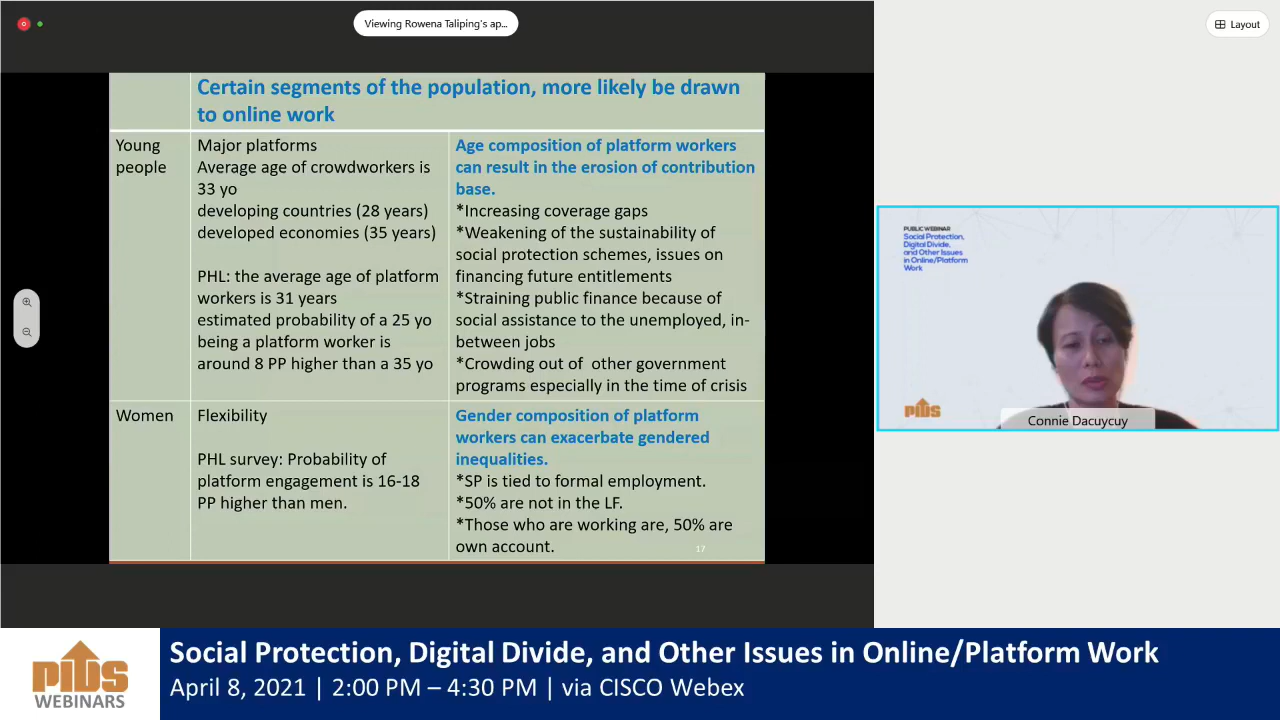 Viewing Rowena Taliping's ap...
Layout
Certain segments of the population, more likely be drawn
to online work
Young
people
Major platforms
Average age of crowdworkers is
33 yo
developing countries (28 years)
developed economies (35 years)
PHL: the average age of platform
workers is 31 years
estimated probability of a 25 yo
being a platform worker is
around 8 PP higher than a 35 yo
Age composition of platform workers
can result in the erosion of contribution
base.
*Increasing coverage gaps
*Weakening of the sustainability of
social protection schemes, issues on
financing future entitlements
*Straining public finance because of
social assistance to the unemployed, in-
between jobs
*Crowding out of other government
programs especially in the time of crisis
Women
Flexibility
PHL survey: Probability of
platform engagement is 16-18
PP higher than men.
Gender composition of platform
workers can exacerbate gendered
inequalities.
*SP is tied to formal employment.
*50% are not in the LF.
*Those who are working are, 50% are
own account.
17
PUBLIC WEBINAR
Social Protection,
Digital Divide,
and Other Issues
in Online/Platform
Work
PIDS
Connie Dacuycuy
PIDS
WEBINARS
Social Protection, Digital Divide, and Other Issues in Online/Platform Work
April 8, 2021 | 2:00 PM – 4:30 PM | via CISCO Webex